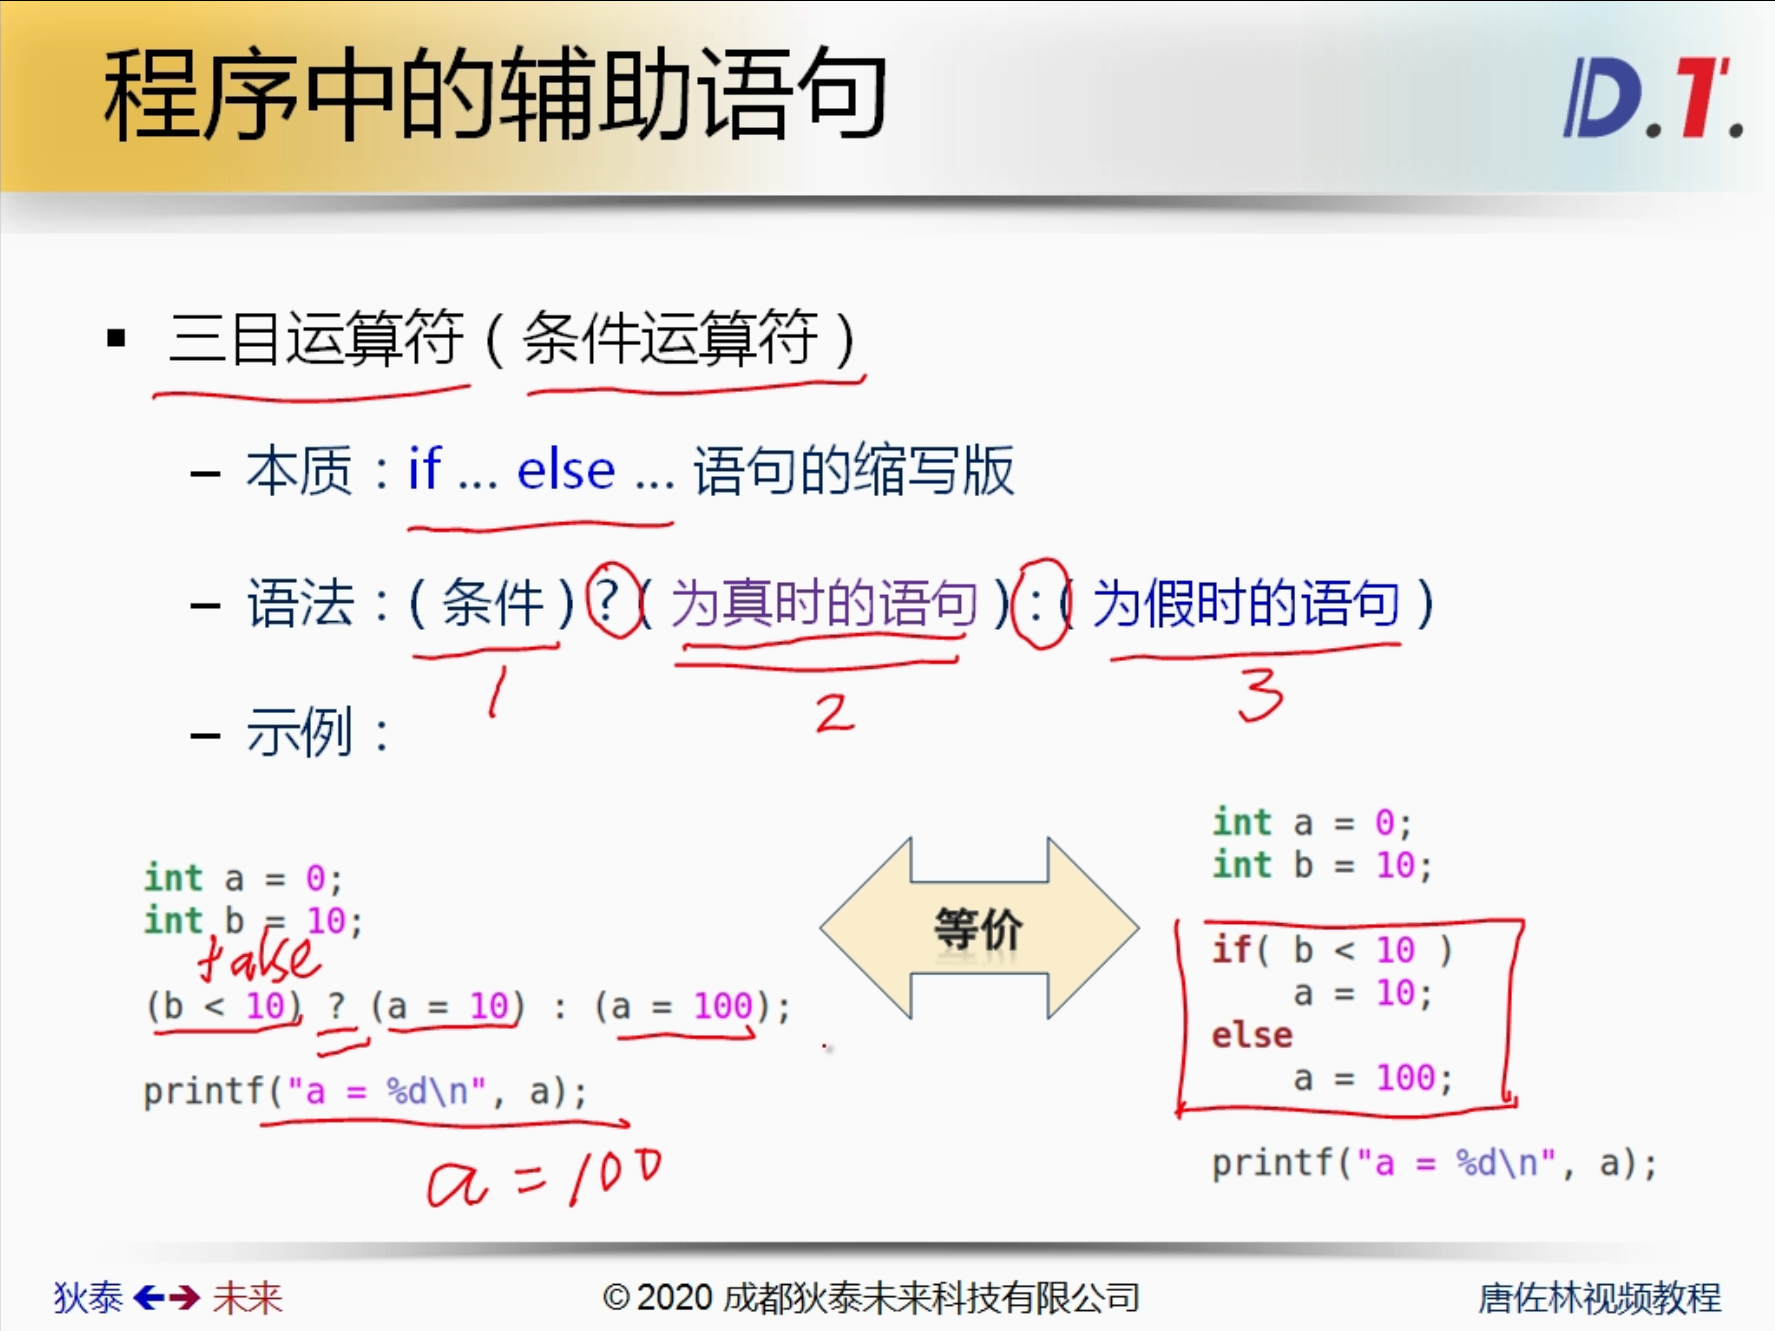 程序中的辅助语句
D.T.
▪ 三目运算符 ( 条件运算符 )
– 本质 : if ... else ... 语句的缩写版
– 语法 : ( 条件 ) ? ( 为真时的语句 ) : ( 为假时的语句 )
1 2 3
– 示例 :
int a = 0;
int b = 10;
false
(b < 10) ? (a = 10) : (a = 100);
printf("a = %d\n", a);
a = 100
等价
int a = 0;
int b = 10;
if( b < 10 )
a = 10;
else
a = 100;
printf("a = %d\n", a);
狄泰 ←→ 未来
© 2020 成都狄泰未来科技有限公司
唐佐林视频教程